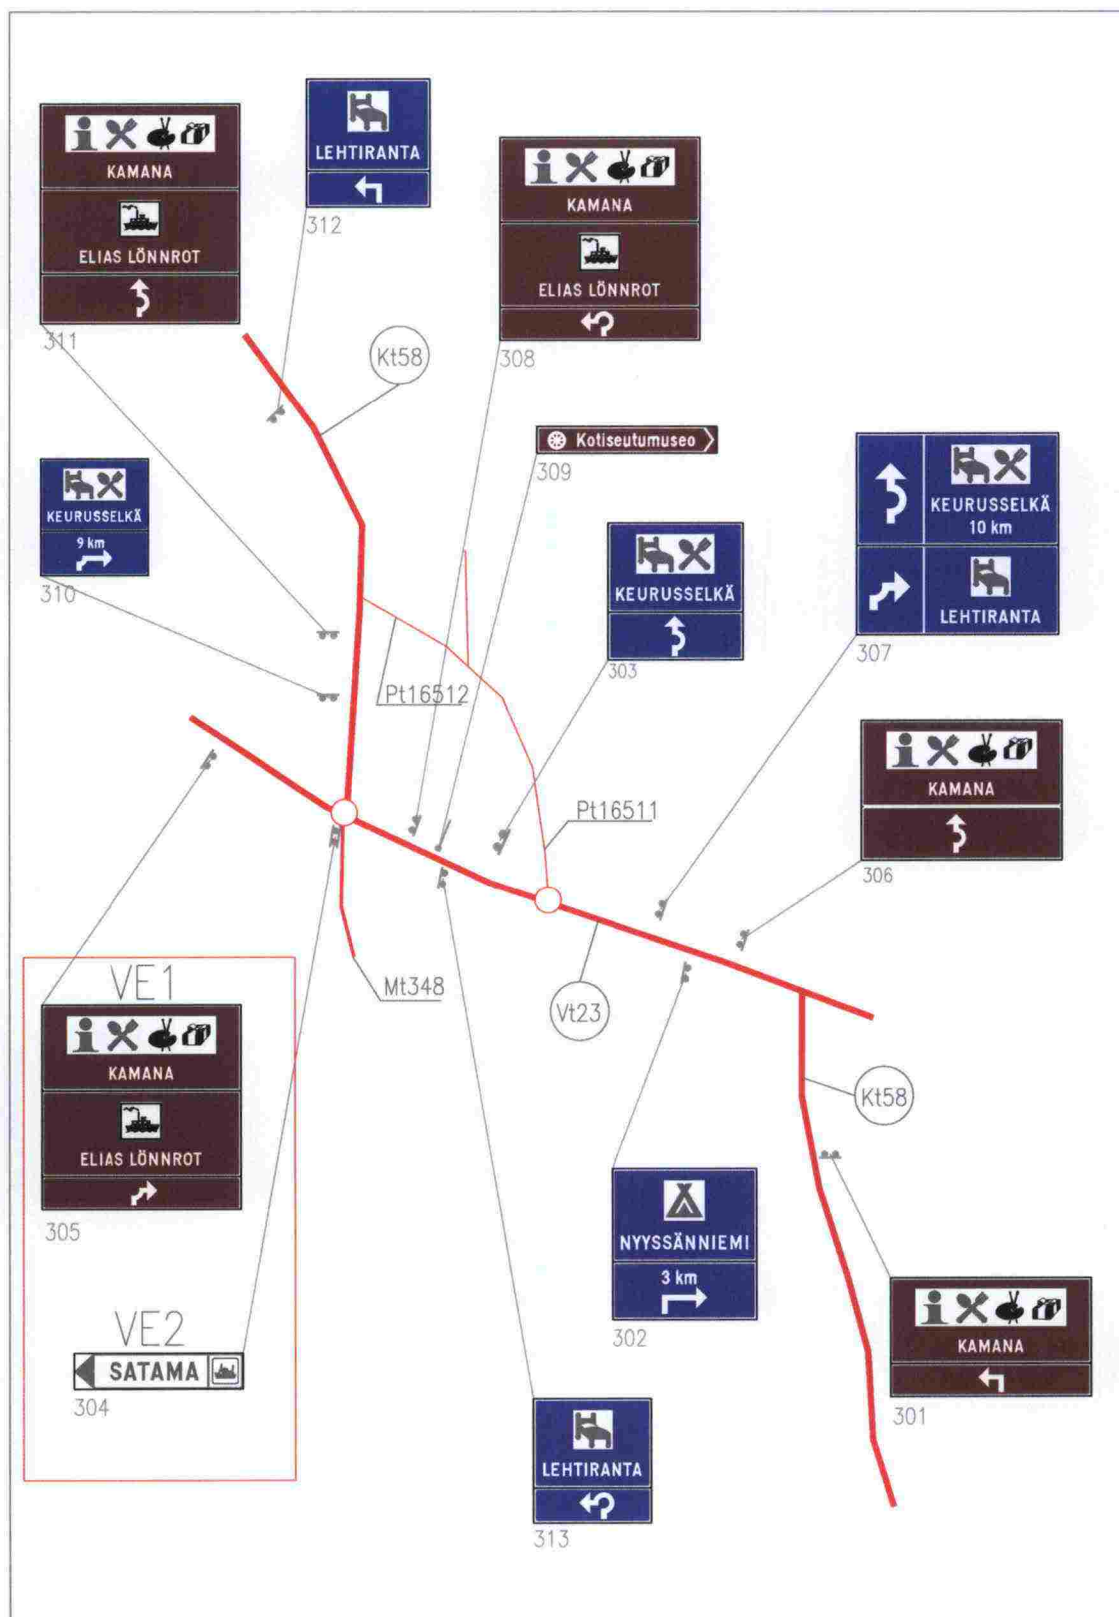 KAMANA
ELIAS LÖNNROT
311
LEHTIRANTA
312
KAMANA
ELIAS LÖNNROT
308
Kt58
Kotiseutumuseo
309
KEURUSSELKÄ
9 km
310
KEURUSSELKÄ
303
KEURUSSELKÄ
10 km
LEHTIRANTA
307
Pt16512
KAMANA
306
Pt16511
Mt348
Vt23
VE1
KAMANA
ELIAS LÖNNROT
305
Kt58
NYYSSÄNNIEMI
3 km
302
VE2
SATAMA
304
KAMANA
301
LEHTIRANTA
313